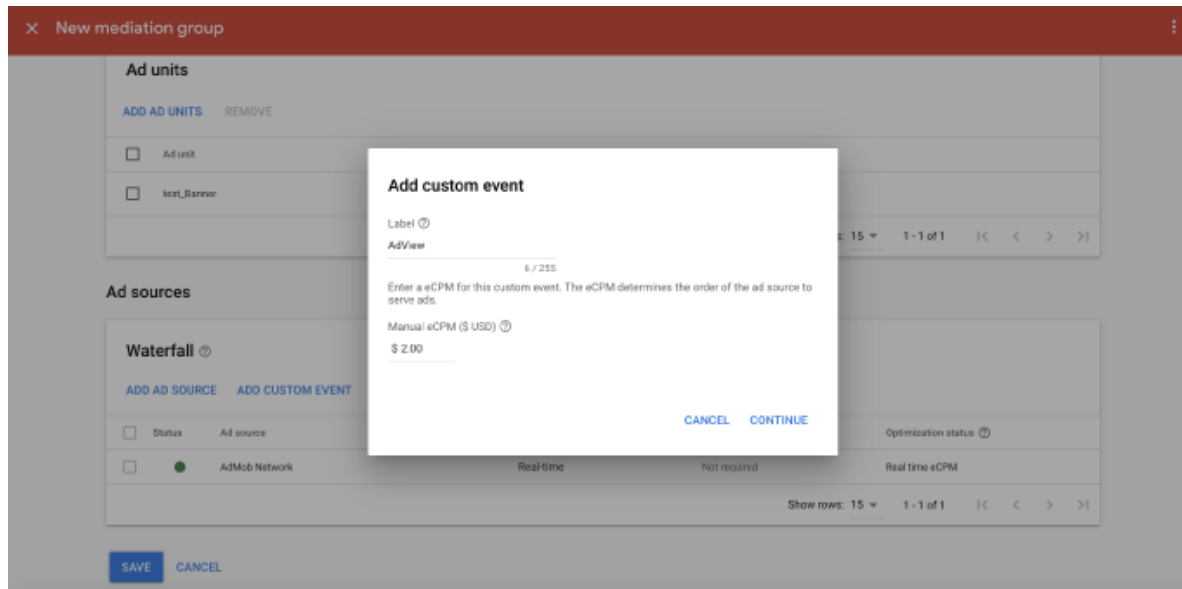 New mediation group
Ad units
ADD AD UNITS REMOVE
Ad unit
test_Banner
15 1 - 1 of 1
Ad sources
Waterfall
ADD AD SOURCE ADD CUSTOM EVENT
Status Ad source Optimization status
AdMob Network Real-time Not required Real time eCPM
Show rows: 15 1 - 1 of 1
SAVE CANCEL
Add custom event
Label
AdView
6 / 255
Enter a eCPM for this custom event. The eCPM determines the order of the ad source to
serve ads.
Manual eCPM ($ USD)
$ 2.00
CANCEL CONTINUE